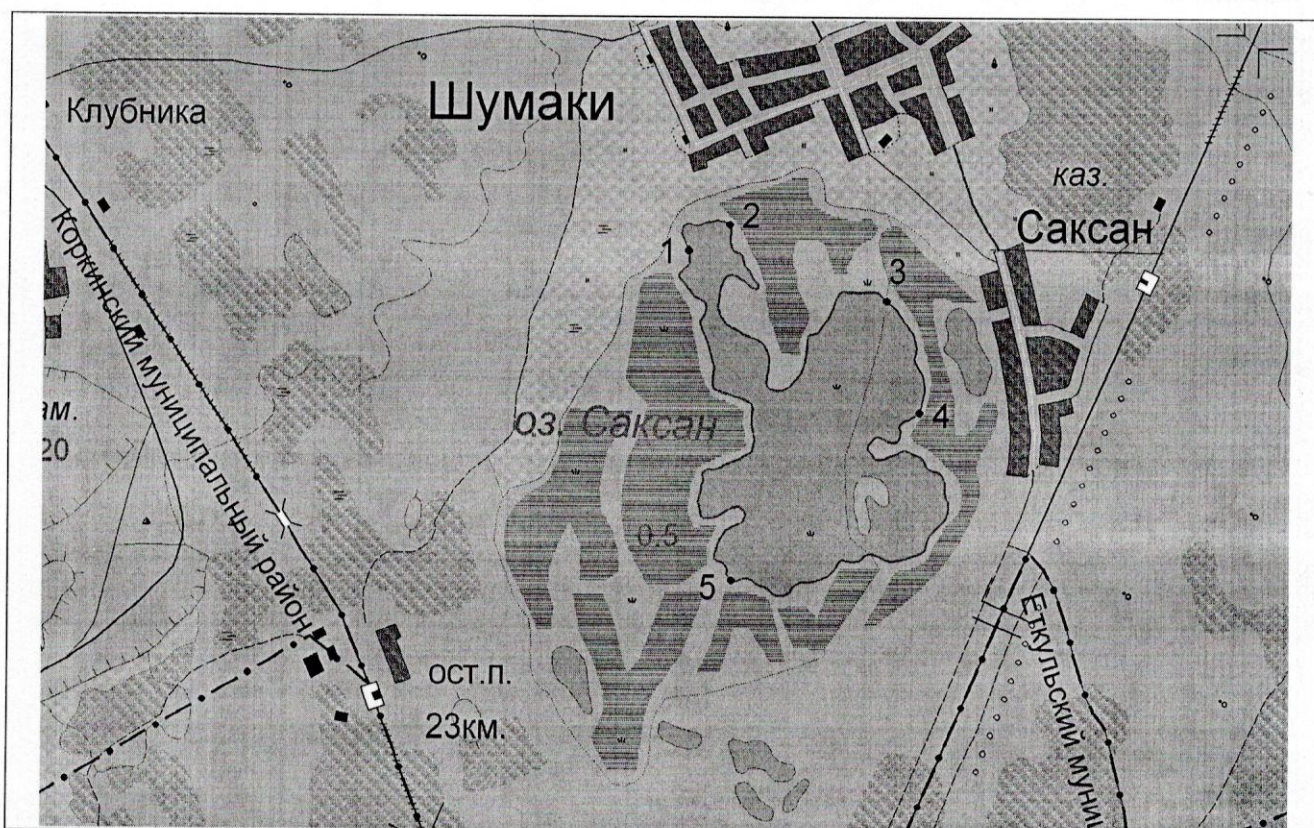 Клубника
Шумаки
каз.
Саксан
1
2
3
4
5
Коркинский муниципальный район
ам.
20
оз. Саксан
0.5
ост.п.
23км.
Еткульский муниц